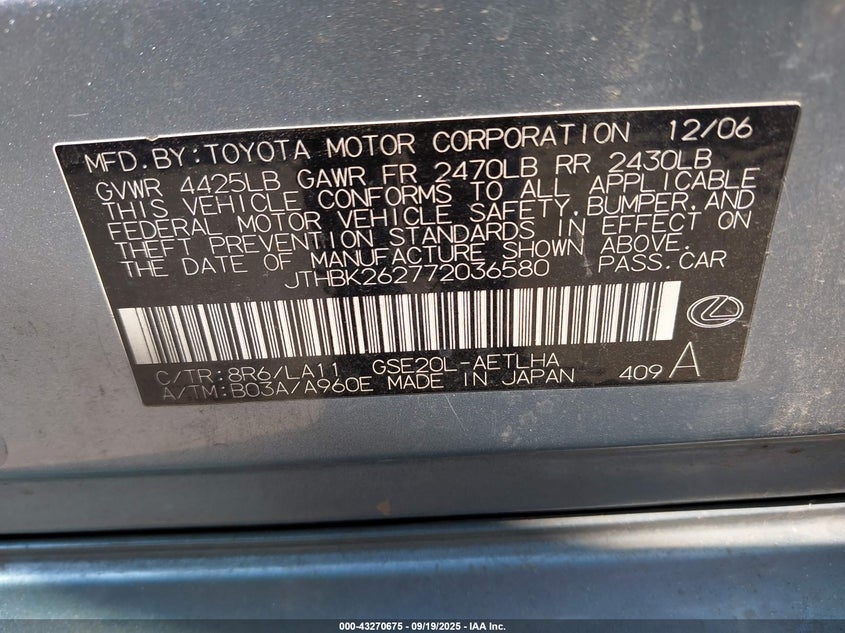 MFD.BY:TOYOTA MOTOR CORPORATION 12/06
GVWR 4425LB GAWR FR 2470LB RR 2430LB
THIS VEHICLE CONFORMS TO ALL APPLICABLE
FEDERAL MOTOR VEHICLE SAFETY,BUMPER,AND
THEFT PREVENTION STANDARDS IN EFFECT ON
THE DATE OF MANUFACTURE SHOWN ABOVE.
JTHBK262772036580 PASS.CAR
C/TR:8R6/LA11 GSE20L-AETLHA
A/TM:B03A/A960E MADE IN JAPAN 409 A
000-43270675 - 09/19/2025 - IAA Inc.